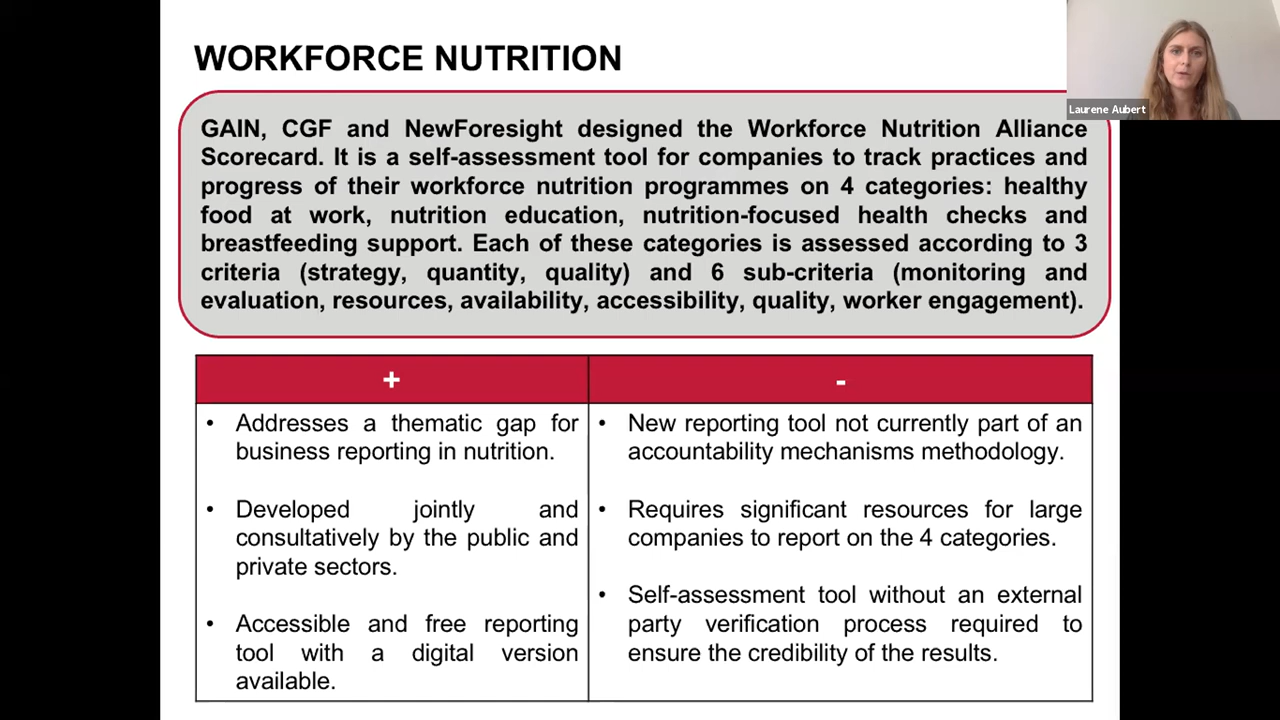 WORKFORCE NUTRITION
Laurene Aubert
GAIN, CGF and NewForesight designed the Workforce Nutrition Alliance
Scorecard. It is a self-assessment tool for companies to track practices and
progress of their workforce nutrition programmes on 4 categories: healthy
food at work, nutrition education, nutrition-focused health checks and
breastfeeding support. Each of these categories is assessed according to 3
criteria (strategy, quantity, quality) and 6 sub-criteria (monitoring and
evaluation, resources, availability, accessibility, quality, worker engagement).
+
• Addresses a thematic gap for
business reporting in nutrition.
• Developed jointly and
consultatively by the public and
private sectors.
• Accessible and free reporting
tool with a digital version
available.
-
• New reporting tool not currently part of an
accountability mechanisms methodology.
• Requires significant resources for large
companies to report on the 4 categories.
• Self-assessment tool without an external
party verification process required to
ensure the credibility of the results.